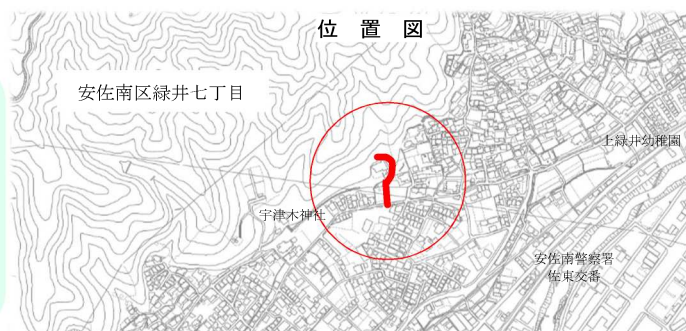 位置図
安佐南区緑井七丁目
上緑井幼稚園
宇津木神社
安佐南警察署
佐東交番